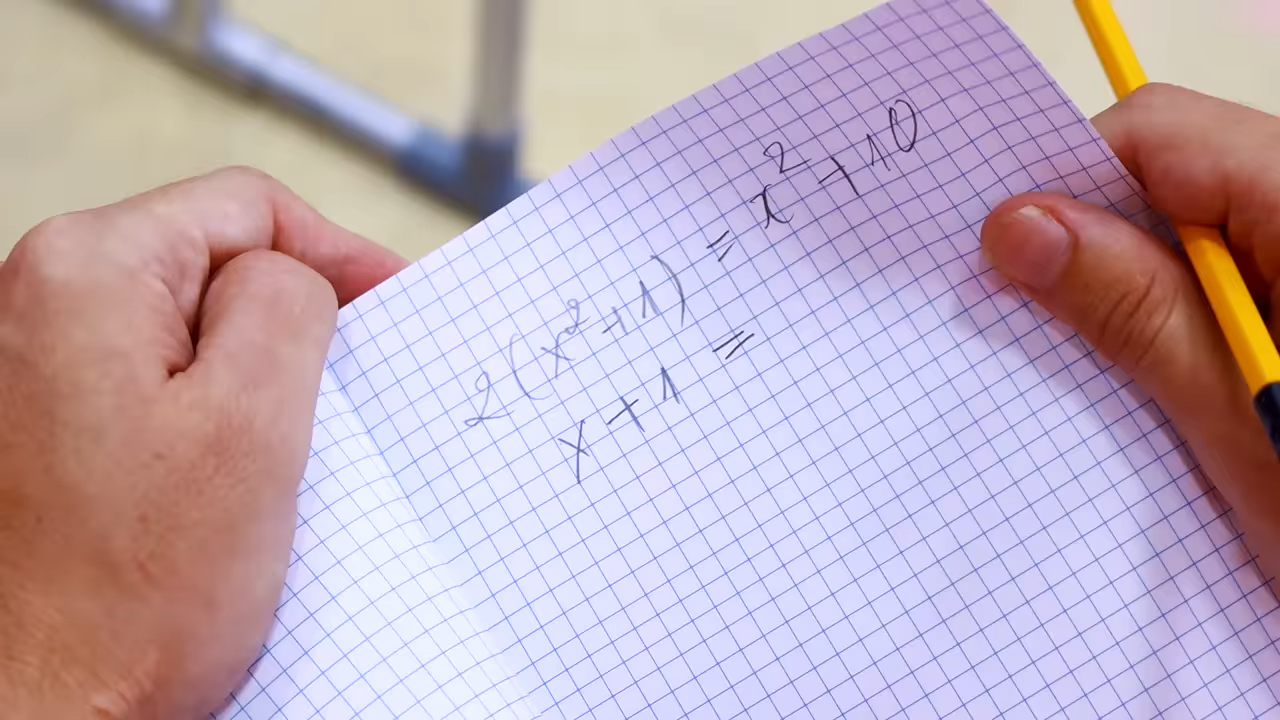 2(x²+1) = x²+10
x+1 =